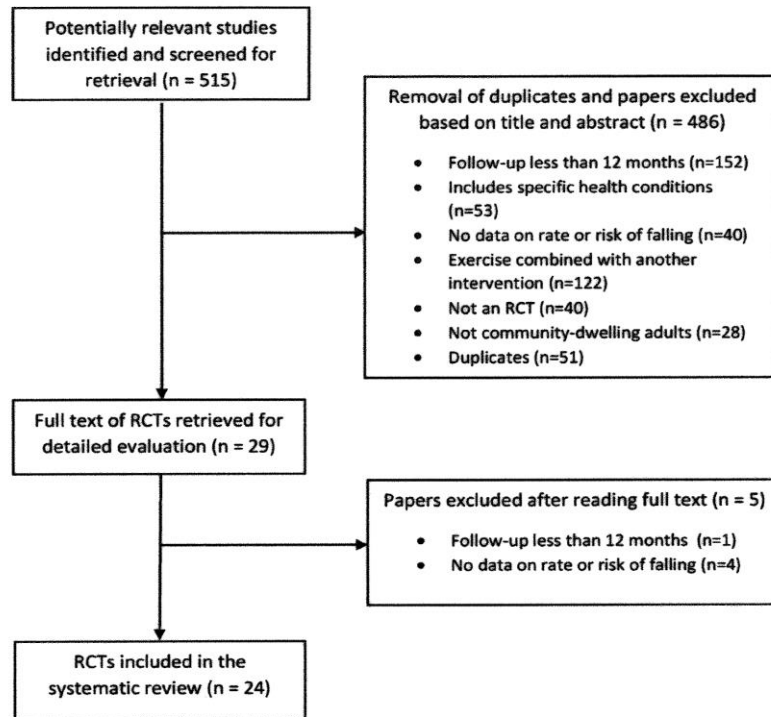 Potentially relevant studies
identified and screened for
retrieval (n = 515)
Removal of duplicates and papers excluded
based on title and abstract (n = 486)
• Follow-up less than 12 months (n=152)
• Includes specific health conditions
(n=53)
• No data on rate or risk of falling (n=40)
• Exercise combined with another
intervention (n=122)
• Not an RCT (n=40)
• Not community-dwelling adults (n=28)
• Duplicates (n=51)
Full text of RCTs retrieved for
detailed evaluation (n = 29)
Papers excluded after reading full text (n = 5)
• Follow-up less than 12 months (n=1)
• No data on rate or risk of falling (n=4)
RCTs included in the
systematic review (n = 24)